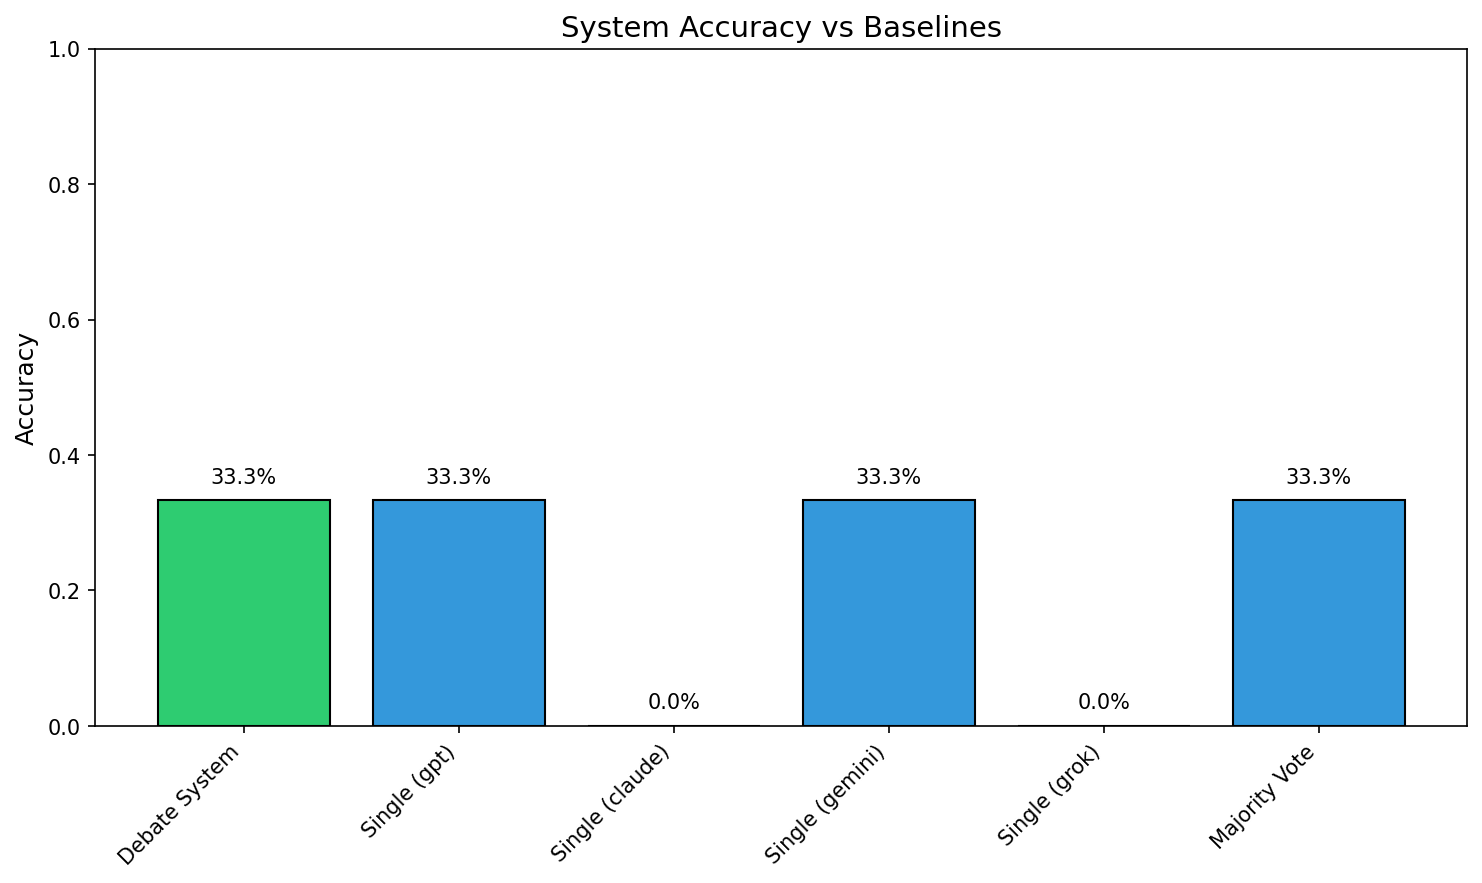 System Accuracy vs Baselines
1.0
0.8
0.6
0.4
0.2
0.0
Accuracy
33.3%
33.3%
0.0%
33.3%
0.0%
33.3%
Debate System
Single (gpt)
Single (claude)
Single (gemini)
Single (grok)
Majority Vote